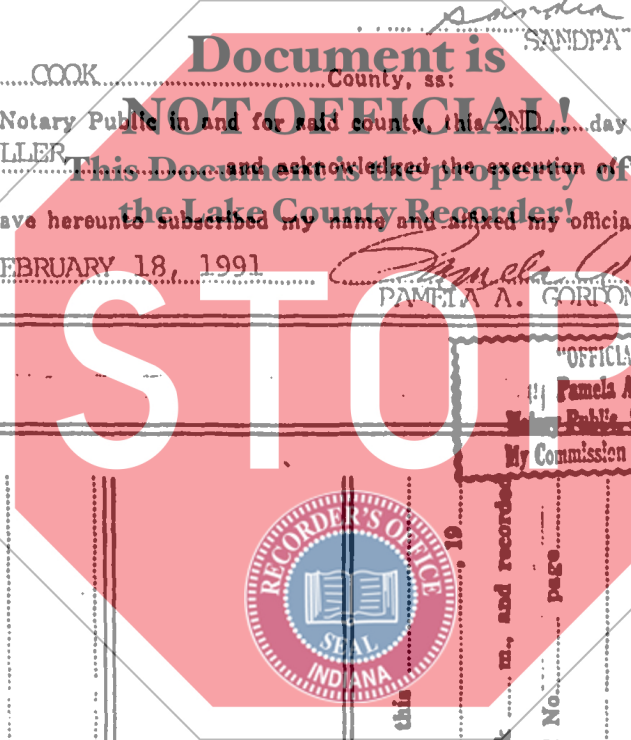 SANDRA
Document is
COOK County, ss:
NOT OFFICIAL!
Notary Public in and for said county, this 2ND day
LLER and acknowledged the execution of
This Document is the property of
the Lake County Recorder!
ave hereunto subscribed my name and affixed my officia
EBRUARY 18, 1991
PAMELA A. GORDON
STOP
"OFFICIA
Pamela A
Public
My Commission
RECORDER'S OFFICE
SEAL
INDIANA
this
, 19
m., and recorded
page
No.